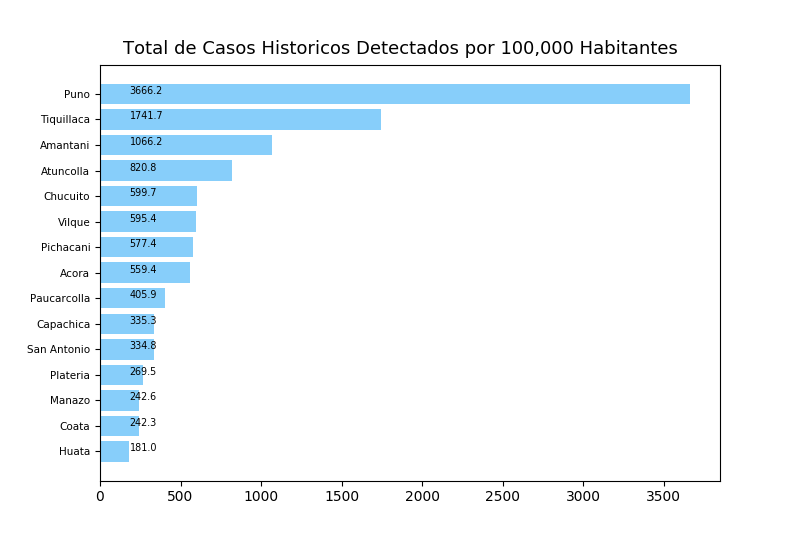 Total de Casos Historicos Detectados por 100,000 Habitantes
Puno 3666.2
Tiquillaca 1741.7
Amantani 1066.2
Atuncolla 820.8
Chucuito 599.7
Vilque 595.4
Pichacani 577.4
Acora 559.4
Paucarcolla 405.9
Capachica 335.3
San Antonio 334.8
Plateria 269.5
Manazo 242.6
Coata 242.3
Huata 181.0
0 500 1000 1500 2000 2500 3000 3500